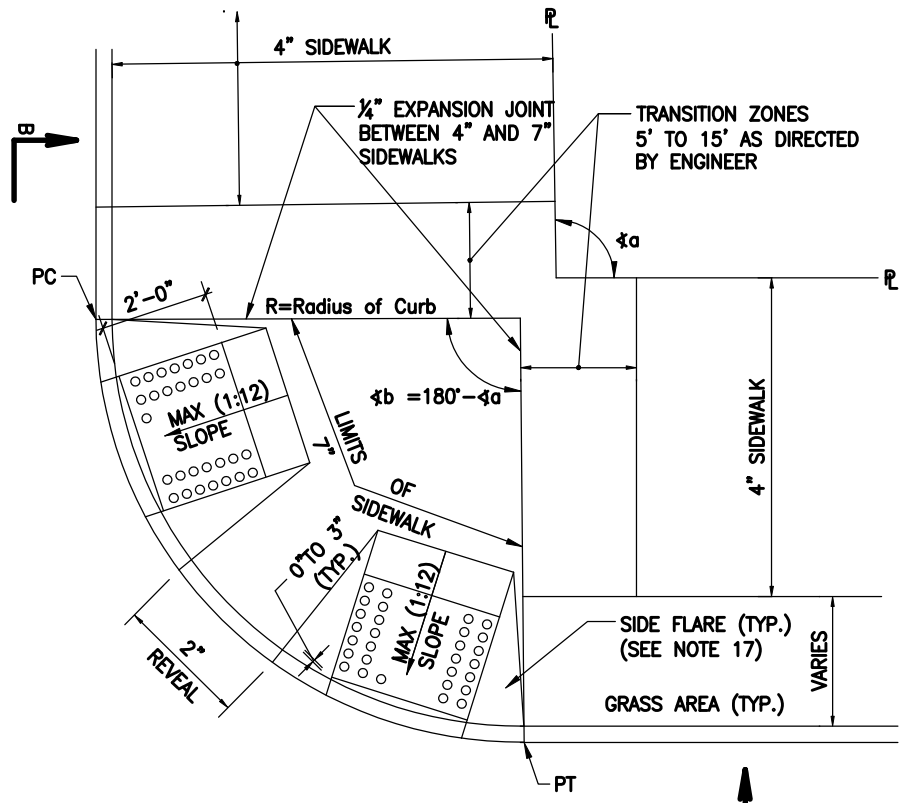 ℄
4" SIDEWALK
B
¼" EXPANSION JOINT
BETWEEN 4" AND 7"
SIDEWALKS
TRANSITION ZONES
5' TO 15' AS DIRECTED
BY ENGINEER
∢a
PC
2'-0"
R=Radius of Curb
℄
∢b =180°-∢a
MAX (1:12)
SLOPE
LIMITS
7"
OF
SIDEWALK
4" SIDEWALK
0"TO 3"
(TYP.)
MAX (1:12)
SLOPE
2"
REVEAL
SIDE FLARE (TYP.)
(SEE NOTE 17)
VARIES
GRASS AREA (TYP.)
PT